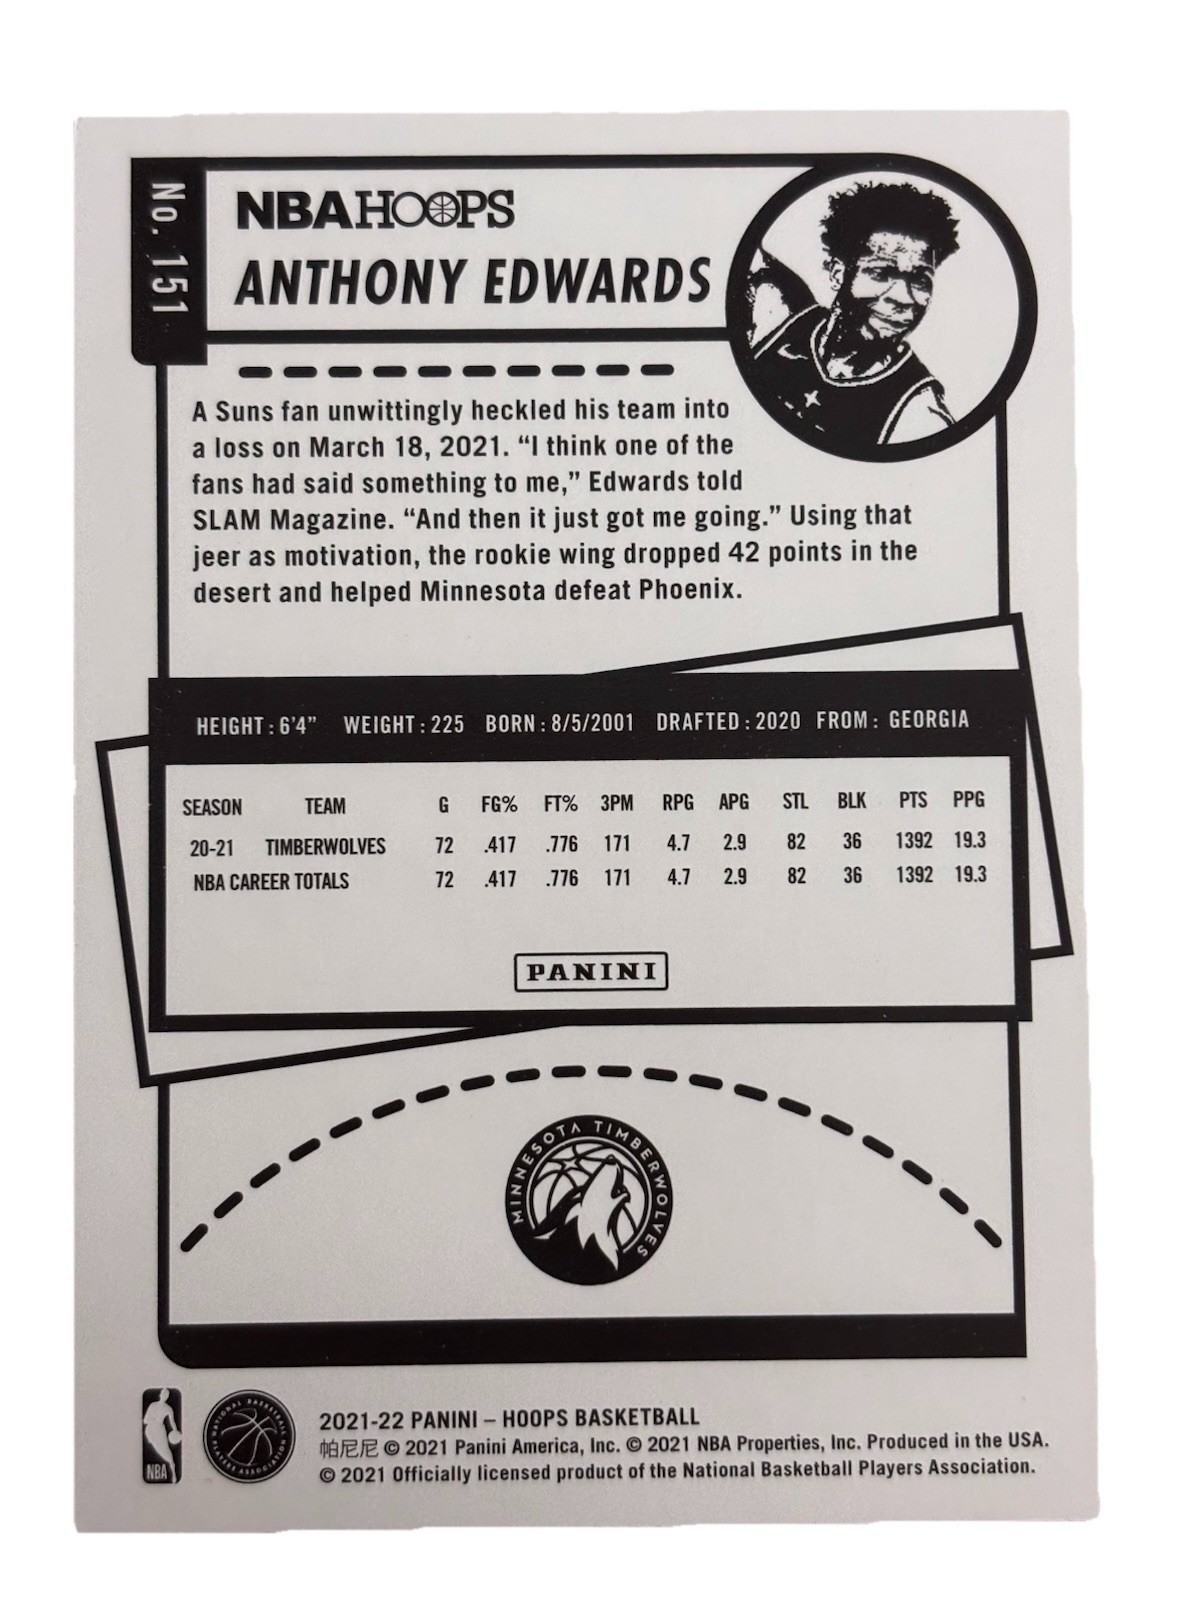 No. 151
NBA HOOPS
ANTHONY EDWARDS
A Suns fan unwittingly heckled his team into
a loss on March 18, 2021. “I think one of the
fans had said something to me,” Edwards told
SLAM Magazine. “And then it just got me going.” Using that
jeer as motivation, the rookie wing dropped 42 points in the
desert and helped Minnesota defeat Phoenix.
HEIGHT: 6'4” WEIGHT: 225 BORN: 8/5/2001 DRAFTED: 2020 FROM: GEORGIA
SEASON TEAM G FG% FT% 3PM RPG APG STL BLK PTS PPG
20-21 TIMBERWOLVES 72 .417 .776 171 4.7 2.9 82 36 1392 19.3
NBA CAREER TOTALS 72 .417 .776 171 4.7 2.9 82 36 1392 19.3
PANINI
MINNESOTA TIMBERWOLVES
NBA
NATIONAL BASKETBALL PLAYERS ASSOCIATION
2021-22 PANINI – HOOPS BASKETBALL
帕尼尼 © 2021 Panini America, Inc. © 2021 NBA Properties, Inc. Produced in the USA.
© 2021 Officially licensed product of the National Basketball Players Association.